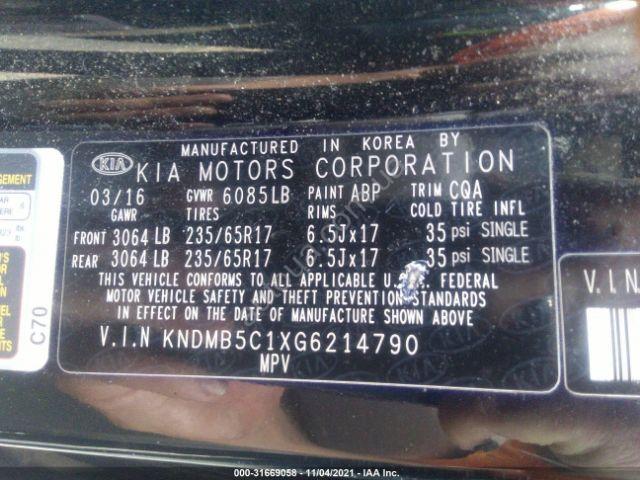 MANUFACTURED IN KOREA BY
KIA KIA MOTORS CORPORATION
03/16 GVWR 6085LB PAINT ABP TRIM CQA
GAWR TIRES RIMS COLD TIRE INFL
FRONT 3064 LB 235/65R17 6.5Jx17 35 psi SINGLE
REAR 3064 LB 235/65R17 6.5Jx17 35 psi SINGLE
THIS VEHICLE CONFORMS TO ALL APPLICABLE U.S. FEDERAL
MOTOR VEHICLE SAFETY AND THEFT PREVENTION STANDARDS
IN EFFECT ON THE DATE OF MANUFACTURE SHOWN ABOVE
V.I.N KNDMB5C1XG6214790
MPV
C70
V.I.N
000-31669058 - 11/04/2021 - IAA Inc.